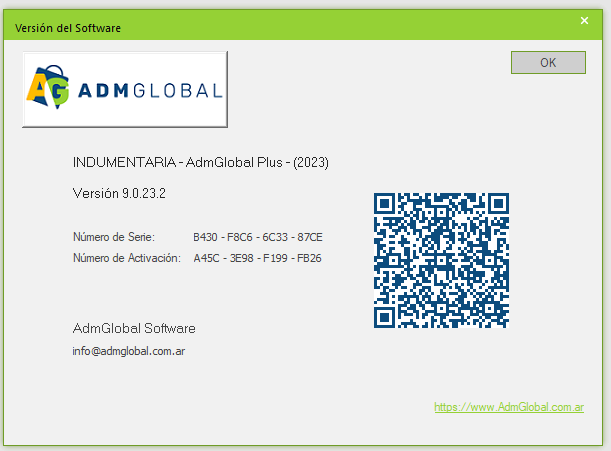 Versión del Software
OK
AG ADMGLOBAL
INDUMENTARIA - AdmGlobal Plus - (2023)
Versión 9.0.23.2
Número de Serie: B430 - F8C6 - 6C33 - 87CE
Número de Activación: A45C - 3E98 - F199 - FB26
AdmGlobal Software
info@admglobal.com.ar
https://www.AdmGlobal.com.ar